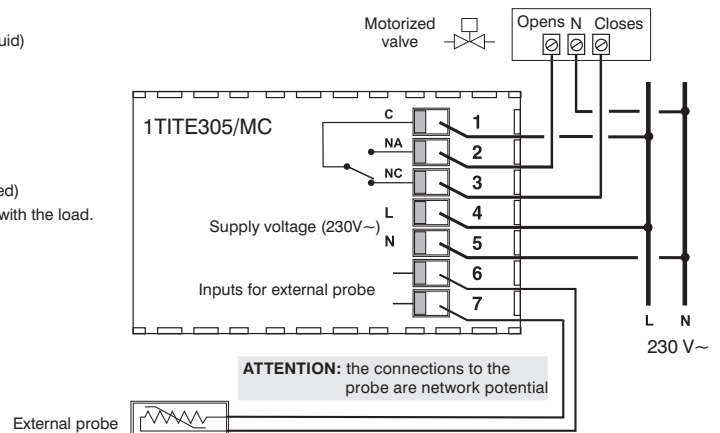 uid)
ed)
with the load.
Motorized
valve
Opens N Closes
1TITE305/MC
C
1
NA
2
NC
3
Supply voltage (230V~)
L
4
N
5
6
Inputs for external probe
7
L N
230 V~
ATTENTION: the connections to the
probe are network potential
External probe